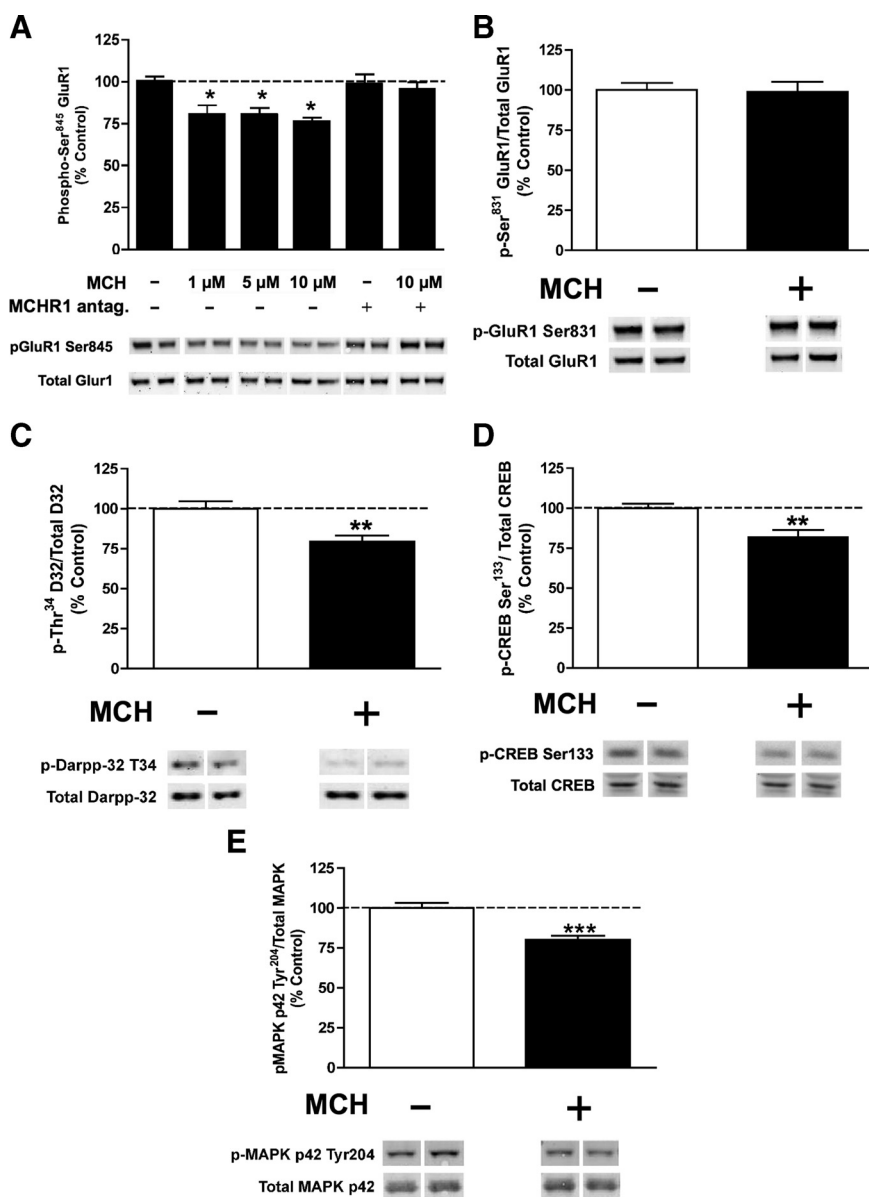 A
Phospho-Ser845 GluR1
(% Control)
125
100
75
50
25
0
* * *
MCH – 1 µM 5 µM 10 µM – 10 µM
MCHR1 antag. – – – – + +
pGluR1 Ser845
Total Glur1
B
p-Ser831 GluR1/Total GluR1
(% Control)
125
100
75
50
25
0
MCH – +
p-GluR1 Ser831
Total GluR1
C
p-Thr34 D32/Total D32
(% Control)
125
100
75
50
25
0
**
MCH – +
p-Darpp-32 T34
Total Darpp-32
D
p-CREB Ser133/ Total CREB
(% Control)
125
100
75
50
25
0
**
MCH – +
p-CREB Ser133
Total CREB
E
pMAPK p42 Tyr204/Total MAPK
(% Control)
125
100
75
50
25
0
***
MCH – +
p-MAPK p42 Tyr204
Total MAPK p42